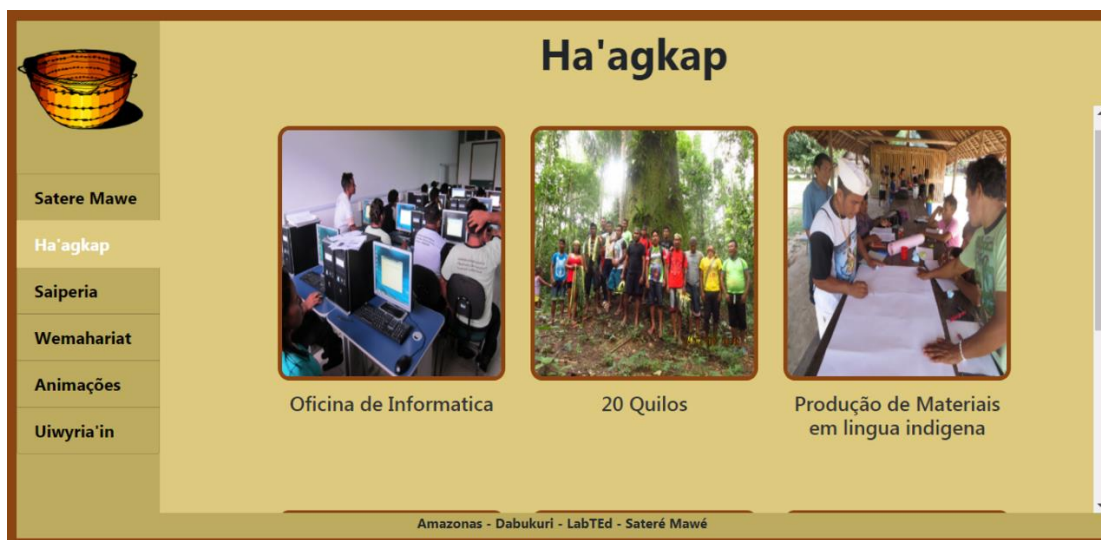 Ha'agkap
Satere Mawe
Ha'agkap
Saiperia
Wemahariat
Animações
Uiwyria'in
Oficina de Informatica
20 Quilos
Produção de Materiais
em lingua indigena
Amazonas - Dabukuri - LabTEd - Sateré Mawé